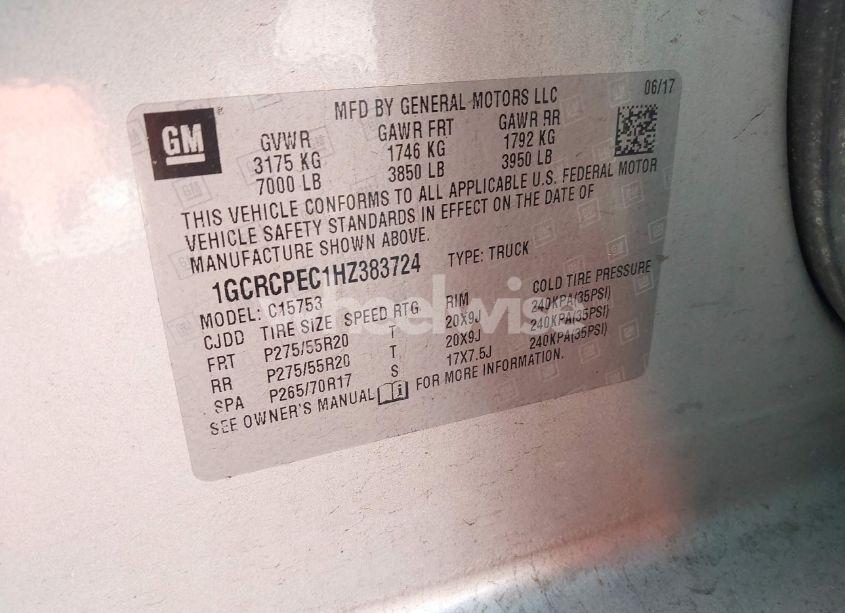 MFD BY GENERAL MOTORS LLC 06/17
GM
GVWR GAWR FRT GAWR RR
3175 KG 1746 KG 1792 KG
7000 LB 3850 LB 3950 LB
THIS VEHICLE CONFORMS TO ALL APPLICABLE U.S. FEDERAL MOTOR
VEHICLE SAFETY STANDARDS IN EFFECT ON THE DATE OF
MANUFACTURE SHOWN ABOVE.
1GCRCPEC1HZ383724 TYPE: TRUCK
MODEL: C15753
CJDD TIRE SIZE SPEED RTG RIM COLD TIRE PRESSURE
FRT P275/55R20 T 20X9J 240KPA(35PSI)
RR P275/55R20 T 20X9J 240KPA(35PSI)
SPA P265/70R17 S 17X7.5J 240KPA(35PSI)
SEE OWNER'S MANUAL FOR MORE INFORMATION.